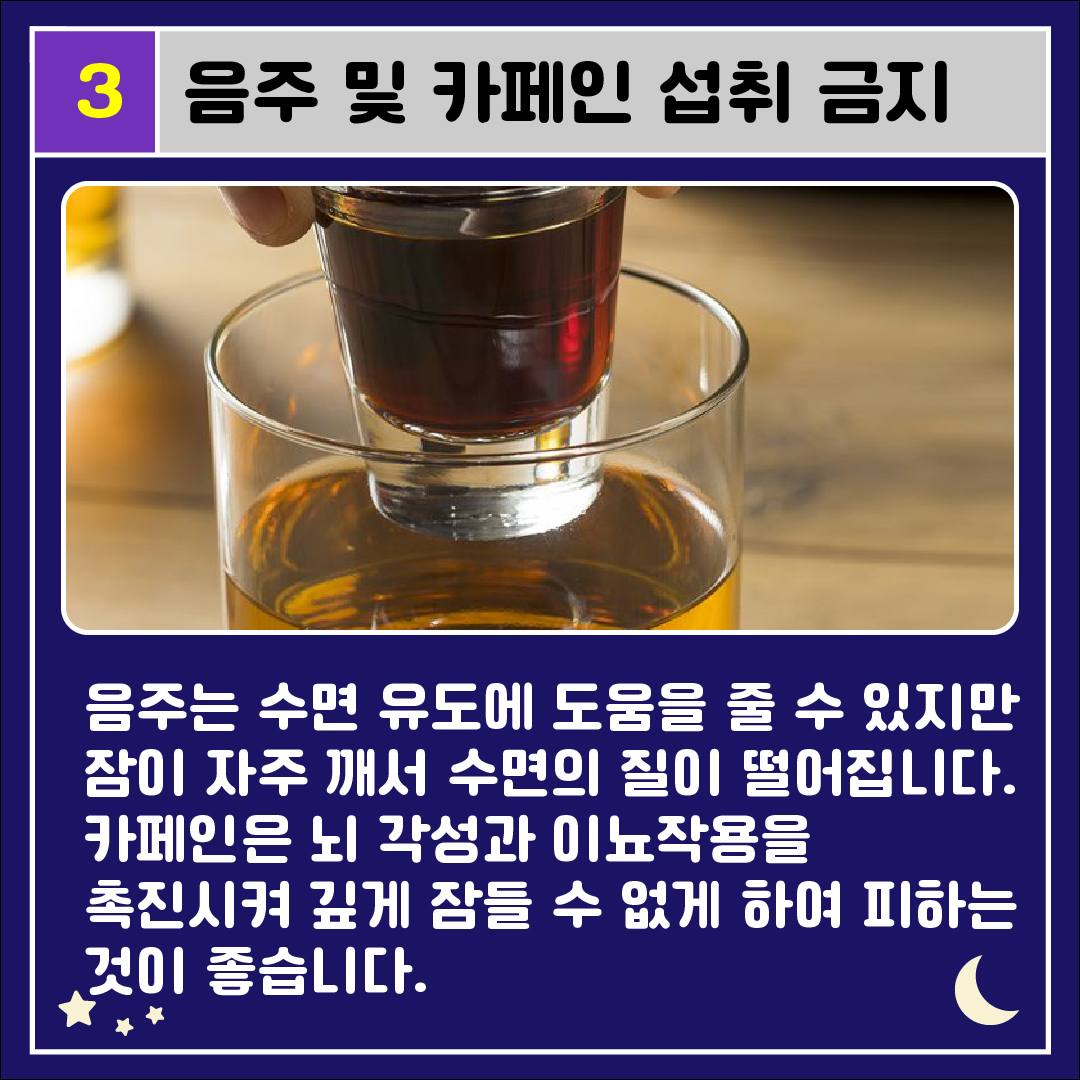 3 음주 및 카페인 섭취 금지
음주는 수면 유도에 도움을 줄 수 있지만
잠이 자주 깨서 수면의 질이 떨어집니다.
카페인은 뇌 각성과 이뇨작용을
촉진시켜 깊게 잠들 수 없게 하여 피하는
것이 좋습니다.